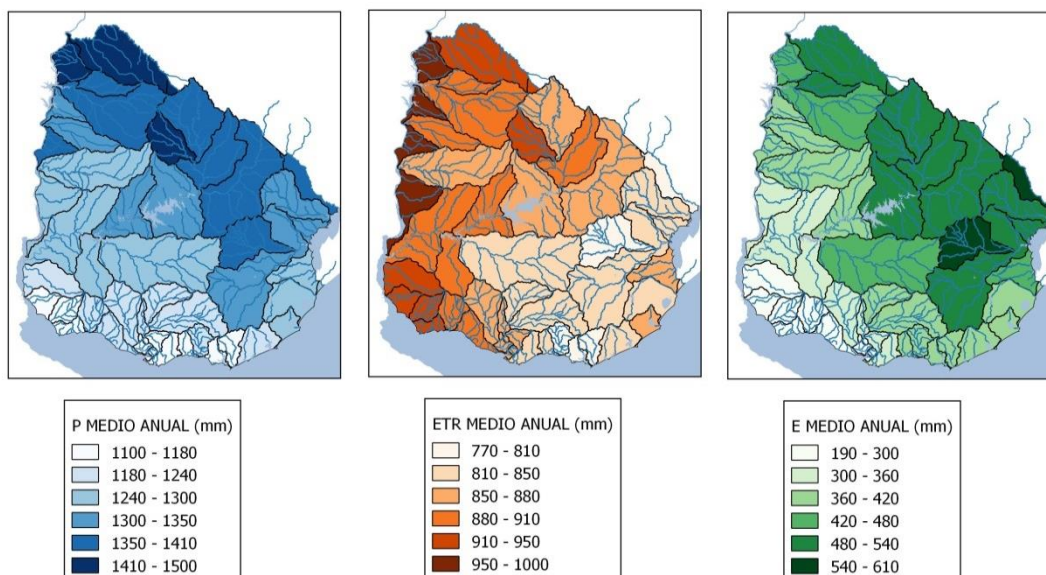 P MEDIO ANUAL (mm)
1100 - 1180
1180 - 1240
1240 - 1300
1300 - 1350
1350 - 1410
1410 - 1500
ETR MEDIO ANUAL (mm)
770 - 810
810 - 850
850 - 880
880 - 910
910 - 950
950 - 1000
E MEDIO ANUAL (mm)
190 - 300
300 - 360
360 - 420
420 - 480
480 - 540
540 - 610